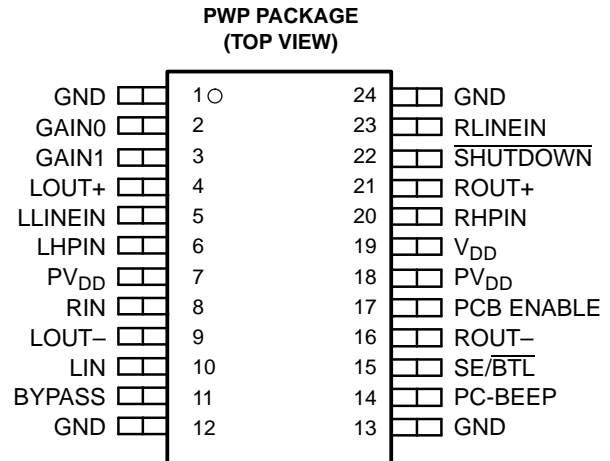 PWP PACKAGE
(TOP VIEW)
GND 1 24 GND
GAIN0 2 23 RLINEIN
GAIN1 3 22 SHUTDOWN
LOUT+ 4 21 ROUT+
LLINEIN 5 20 RHPIN
LHPIN 6 19 VDD
PVDD 7 18 PVDD
RIN 8 17 PCB ENABLE
LOUT– 9 16 ROUT–
LIN 10 15 SE/BTL
BYPASS 11 14 PC-BEEP
GND 12 13 GND